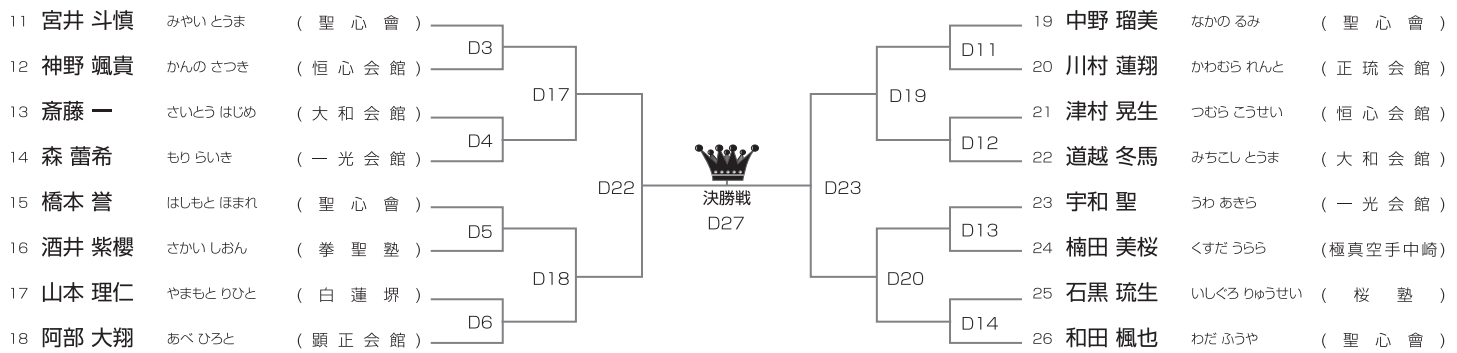 11 宮井 斗慎 みやい とうま (聖心會)
12 神野 颯貴 かんの さつき (恒心会館)
D3
13 斎藤 一 さいとう はじめ (大和会館)
14 森 蕾希 もり らいき (一光会館)
D4
D17
15 橋本 誉 はしもと ほまれ (聖心會)
16 酒井 紫櫻 さかい しおん (拳聖塾)
D5
17 山本 理仁 やまもと りひと (白蓮堺)
18 阿部 大翔 あべ ひろと (顕正会館)
D6
D18
D22
決勝戦
D27
19 中野 瑠美 なかの るみ (聖心會)
20 川村 蓮翔 かわむら れんと (正琉会館)
D11
21 津村 晃生 つむら こうせい (恒心会館)
22 道越 冬馬 みちこし とうま (大和会館)
D12
D19
23 宇和 聖 うわ あきら (一光会館)
24 楠田 美桜 くすだ うらら (極真空手中崎)
D13
25 石黒 琉生 いしぐろ りゅうせい (桜塾)
26 和田 楓也 わだ ふうや (聖心會)
D14
D20
D23